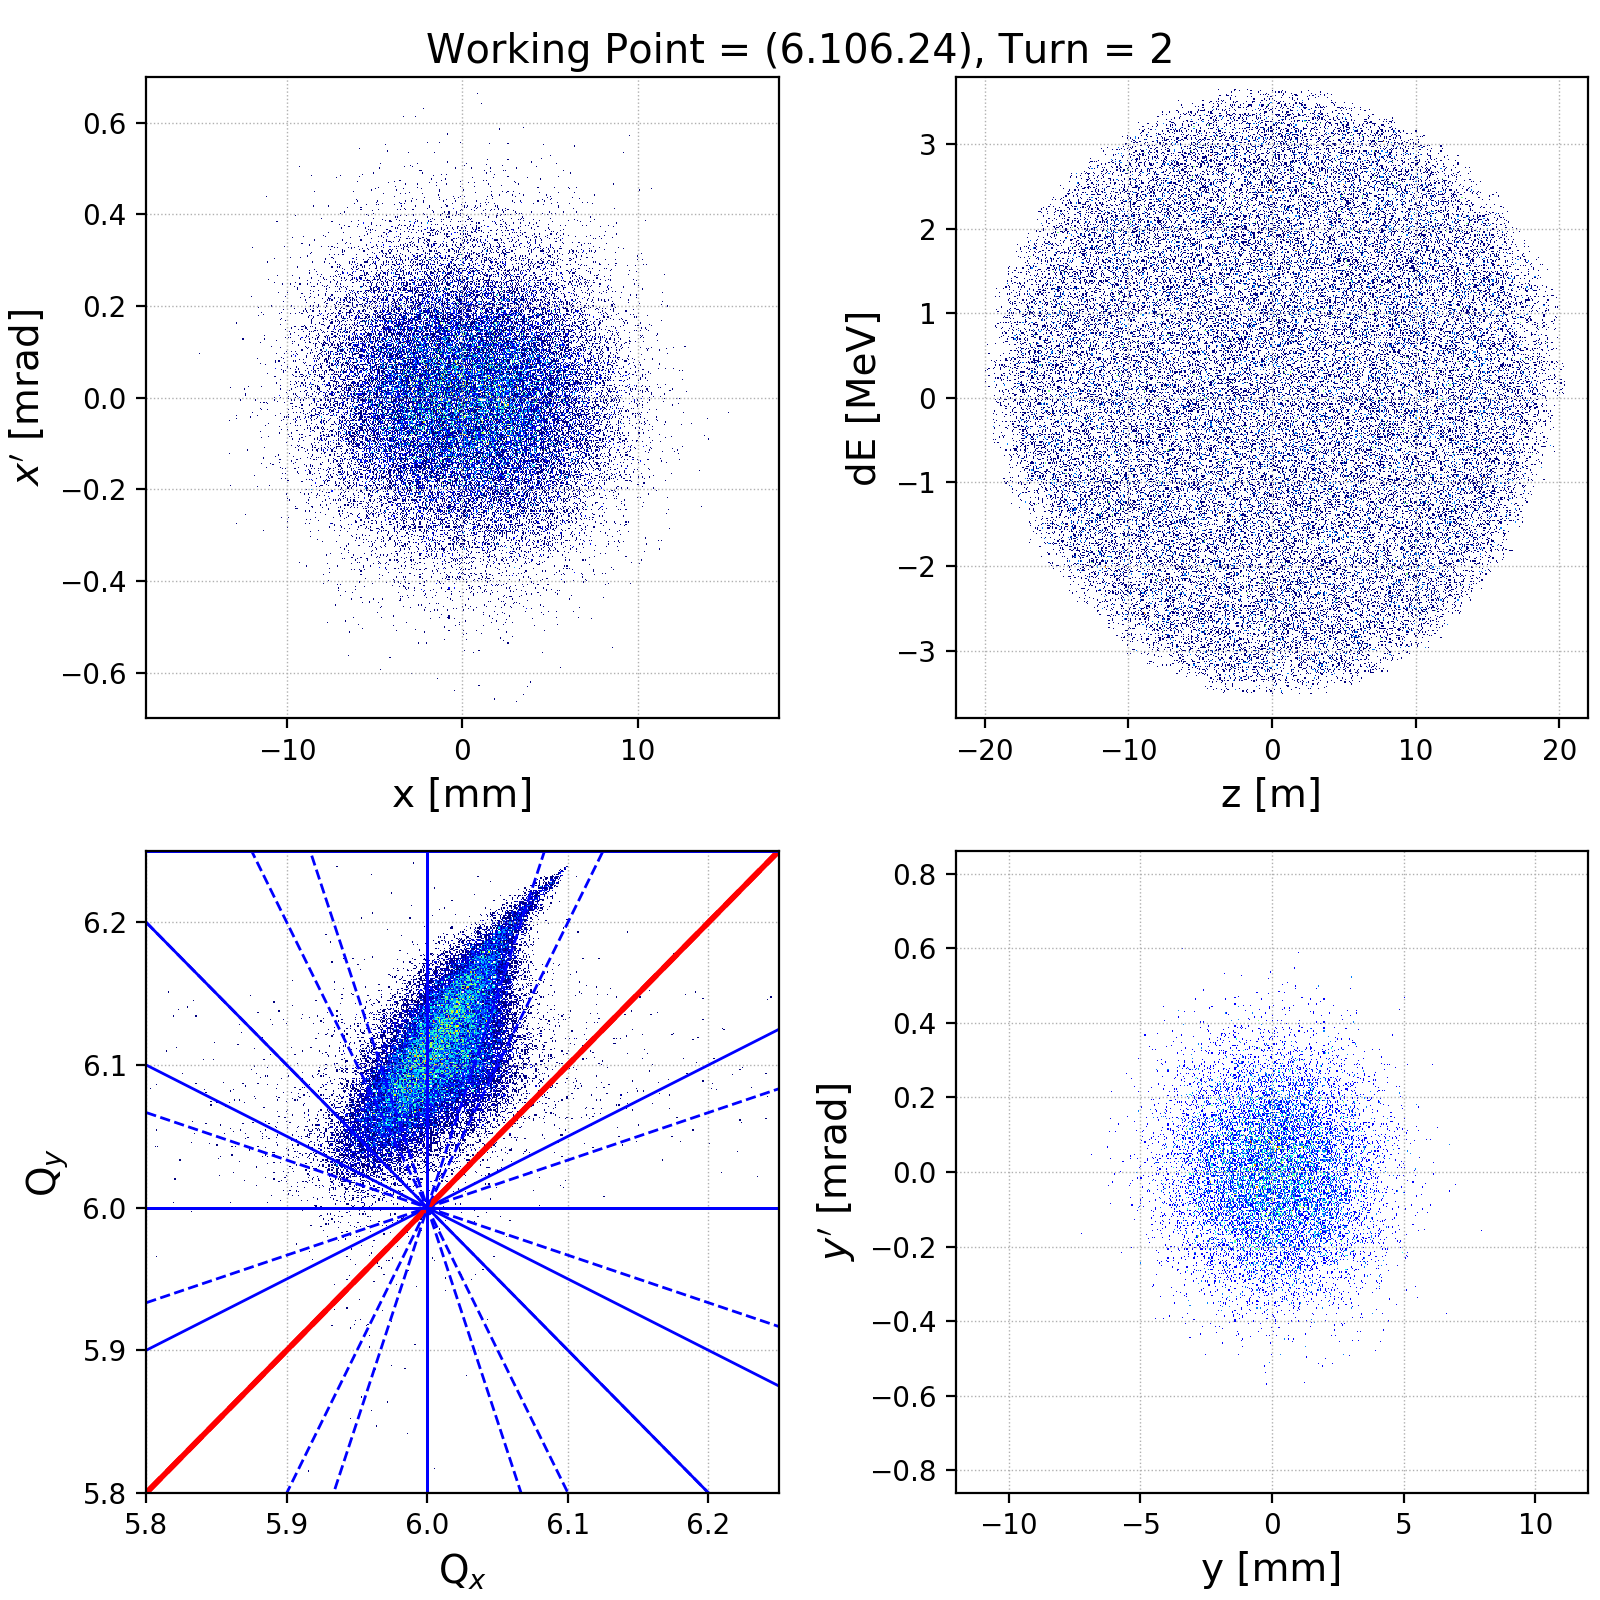 Working Point = (6.106.24), Turn = 2
0.6
0.4
0.2
0.0
−0.2
−0.4
−0.6
x′ [mrad]
−10 0 10
x [mm]
3
2
1
0
−1
−2
−3
dE [MeV]
−20 −10 0 10 20
z [m]
6.2
6.1
6.0
5.9
5.8
Qy
5.8 5.9 6.0 6.1 6.2
Qx
0.8
0.6
0.4
0.2
0.0
−0.2
−0.4
−0.6
−0.8
y′ [mrad]
−10 −5 0 5 10
y [mm]